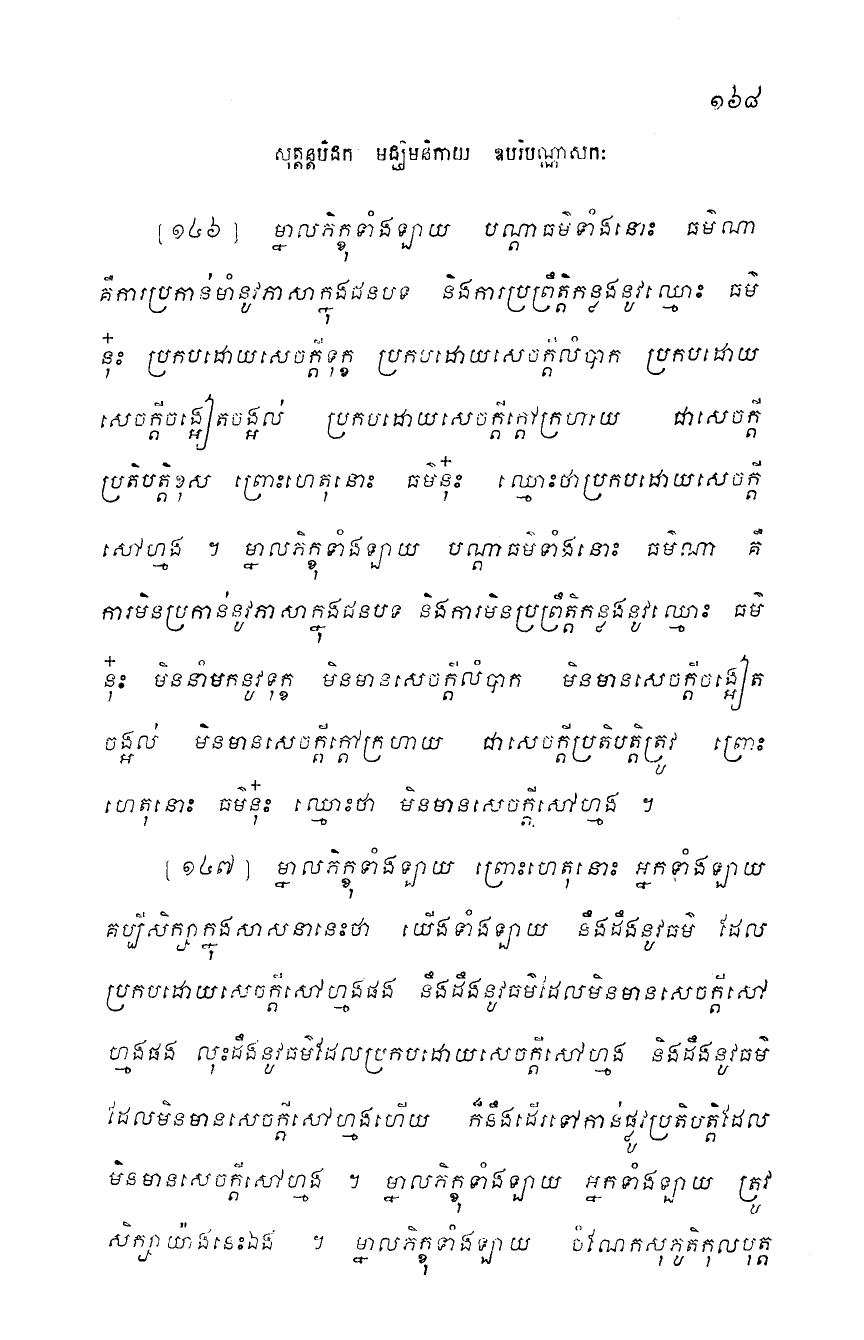 ១៦៨
សុត្តន្តបិដក មជ្ឈិមនិកាយ ឧបរិបណ្ណាសកៈ
[១៤៦] ម្នាលភិក្ខុទាំងឡាយ បណ្តាធម៌ទាំងនោះ ធម៌ណា
គឺការប្រកាន់មាំនូវភាសាក្នុងជនបទ និងការប្រព្រឹត្តិកន្លងនូវឈ្មោះ ធម៌
នុ៎ះ ប្រកបដោយសេចក្តីទុក្ខ ប្រកបដោយសេចក្តីលំបាក ប្រកបដោយ
សេចក្តីចង្អៀតចង្អល់ ប្រកបដោយសេចក្តីក្តៅក្រហាយ ជាសេចក្តី
ប្រតិបត្តិខុស ព្រោះហេតុនោះ ធម៌នុ៎ះ ឈ្មោះថាប្រកបដោយសេចក្តី
សៅហ្មង ។ ម្នាលភិក្ខុទាំងឡាយ បណ្តាធម៌ទាំងនោះ ធម៌ណា គឺ
ការមិនប្រកាន់នូវភាសាក្នុងជនបទ និងការមិនប្រព្រឹត្តិកន្លងនូវឈ្មោះ ធម៌
នុ៎ះ មិននាំមកនូវទុក្ខ មិនមានសេចក្តីលំបាក មិនមានសេចក្តីចង្អៀត
ចង្អល់ មិនមានសេចក្តីក្តៅក្រហាយ ជាសេចក្តីប្រតិបត្តិត្រូវ ព្រោះ
ហេតុនោះ ធម៌នុ៎ះ ឈ្មោះថា មិនមានសេចក្តីសៅហ្មង ។
[១៤៧] ម្នាលភិក្ខុទាំងឡាយ ព្រោះហេតុនោះ អ្នកទាំងឡាយ
គប្បីសិក្សាក្នុងសាសនានេះថា យើងទាំងឡាយ នឹងដឹងនូវធម៌ ដែល
ប្រកបដោយសេចក្តីសៅហ្មងផង នឹងដឹងនូវធម៌ដែលមិនមានសេចក្តីសៅ
ហ្មងផង លុះដឹងនូវធម៌ដែលប្រកបដោយសេចក្តីសៅហ្មង និងដឹងនូវធម៌
ដែលមិនមានសេចក្តីសៅហ្មងហើយ ក៏នឹងដើរទៅកាន់ផ្លូវប្រតិបត្តិដែល
មិនមានសេចក្តីសៅហ្មង ។ ម្នាលភិក្ខុទាំងឡាយ អ្នកទាំងឡាយ ត្រូវ
សិក្សាយ៉ាងនេះឯង ។ ម្នាលភិក្ខុទាំងឡាយ ចំណែកសុភូតិកុលបុត្ត